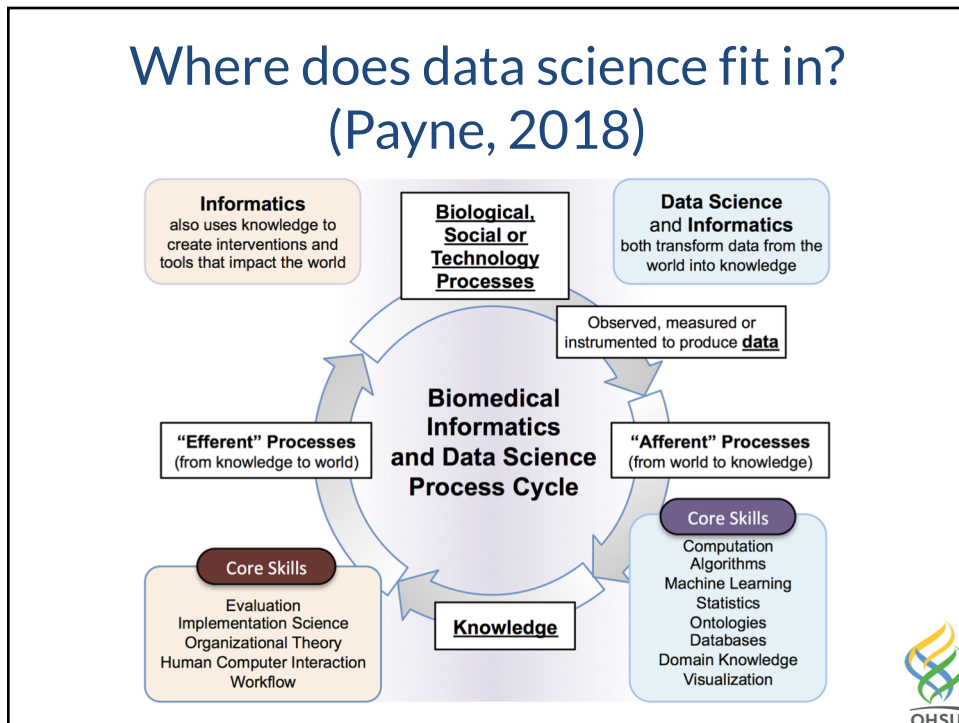 Where does data science fit in?
(Payne, 2018)
Informatics
also uses knowledge to
create interventions and
tools that impact the world
Biological,
Social or
Technology
Processes
Data Science
and Informatics
both transform data from the
world into knowledge
Observed, measured or
instrumented to produce data
Biomedical
Informatics
and Data Science
Process Cycle
“Efferent” Processes
(from knowledge to world)
“Afferent” Processes
(from world to knowledge)
Core Skills
Evaluation
Implementation Science
Organizational Theory
Human Computer Interaction
Workflow
Knowledge
Core Skills
Computation
Algorithms
Machine Learning
Statistics
Ontologies
Databases
Domain Knowledge
Visualization
OHSU